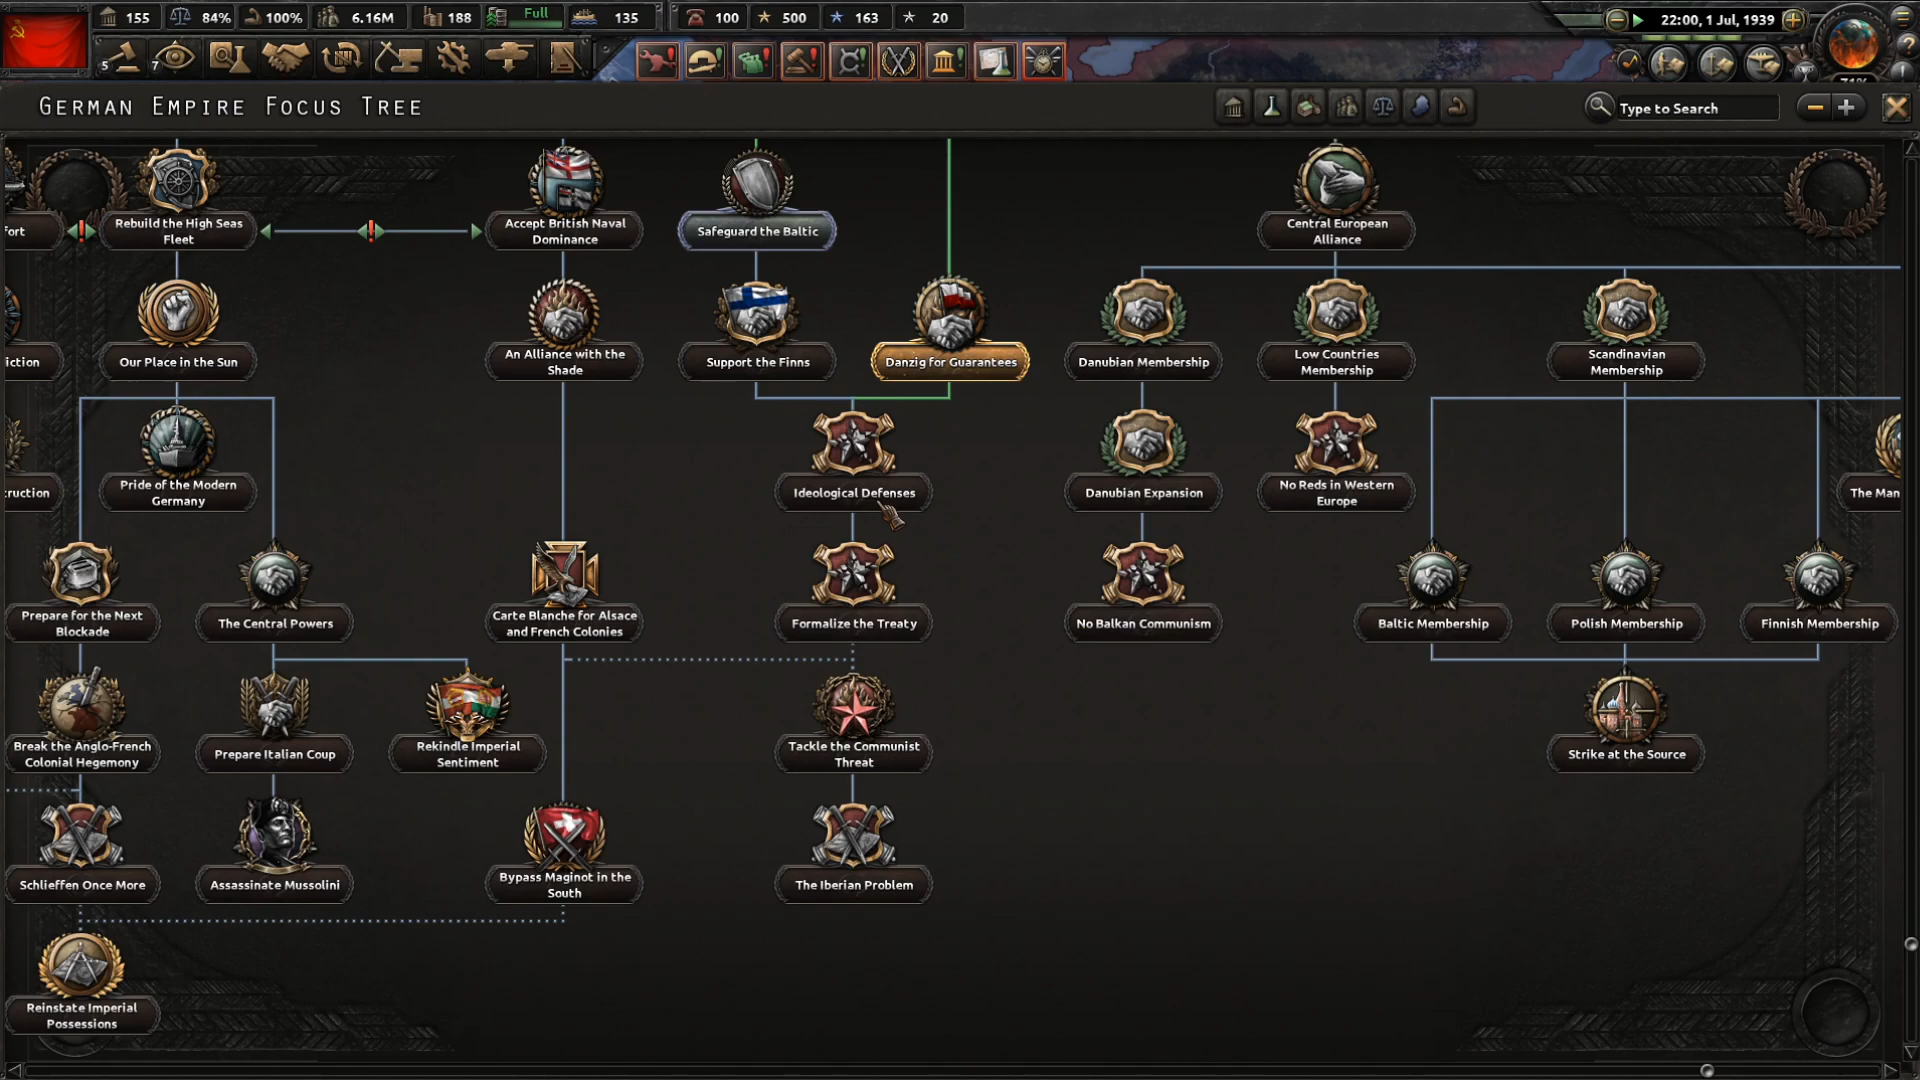 155 84% 100% 6.16M 188 Full 135 100 500 163 20 22:00, 1 Jul, 1939
5 7
71%
German Empire Focus Tree
Type to Search
fort
Rebuild the High Seas
Fleet
Accept British Naval
Dominance
Safeguard the Baltic
Central European
Alliance
iction
Our Place in the Sun
An Alliance with the
Shade
Support the Finns
Danzig for Guarantees
Danubian Membership
Low Countries
Membership
Scandinavian
Membership
truction
Pride of the Modern
Germany
Ideological Defenses
Danubian Expansion
No Reds in Western
Europe
The Man
Prepare for the Next
Blockade
The Central Powers
Carte Blanche for Alsace
and French Colonies
Formalize the Treaty
No Balkan Communism
Baltic Membership
Polish Membership
Finnish Membership
Break the Anglo-French
Colonial Hegemony
Prepare Italian Coup
Rekindle Imperial
Sentiment
Tackle the Communist
Threat
Strike at the Source
Schlieffen Once More
Assassinate Mussolini
Bypass Maginot in the
South
The Iberian Problem
Reinstate Imperial
Possessions